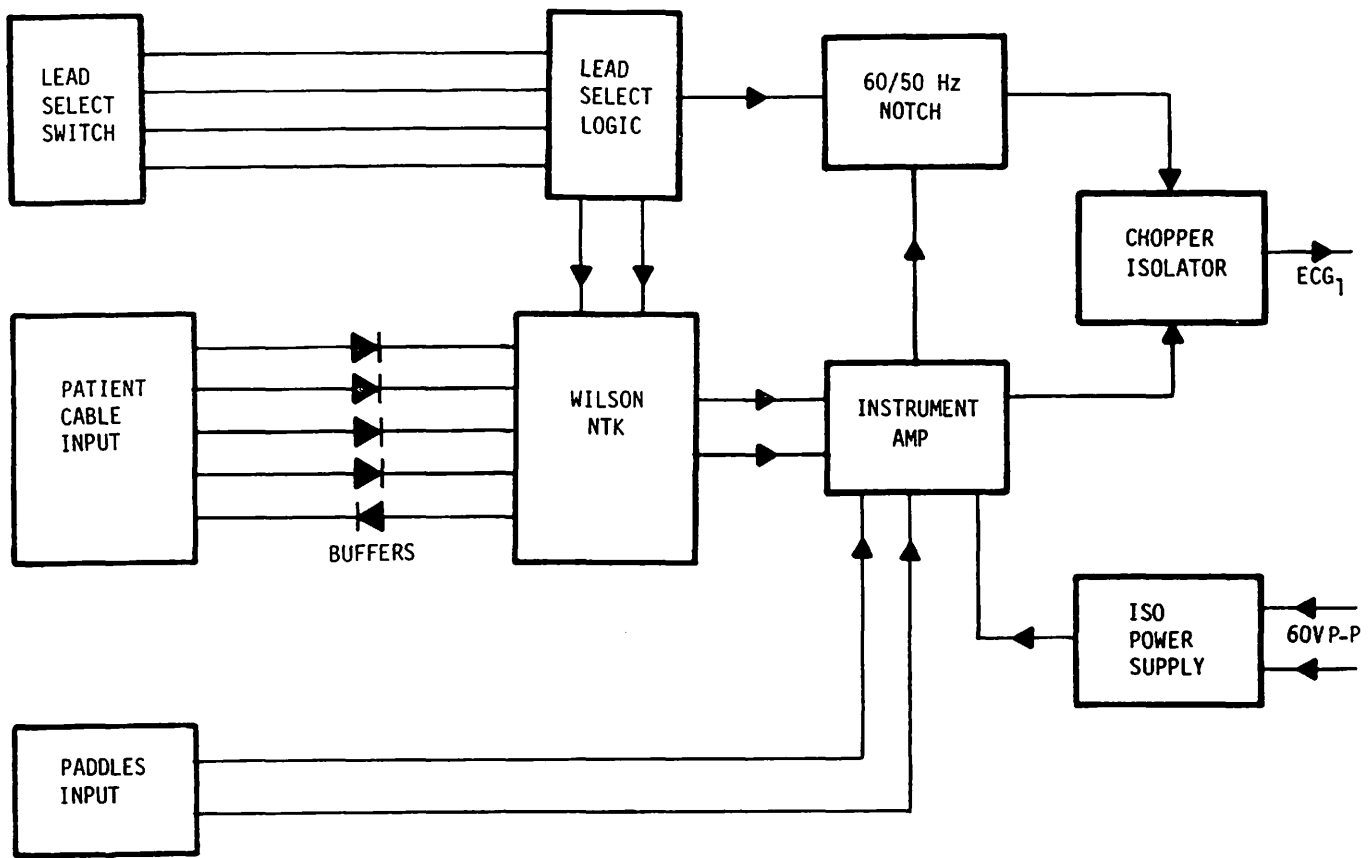 LEAD
SELECT
SWITCH
LEAD
SELECT
LOGIC
60/50 Hz
NOTCH
CHOPPER
ISOLATOR
ECG1
PATIENT
CABLE
INPUT
BUFFERS
WILSON
NTK
INSTRUMENT
AMP
ISO
POWER
SUPPLY
60V P-P
PADDLES
INPUT